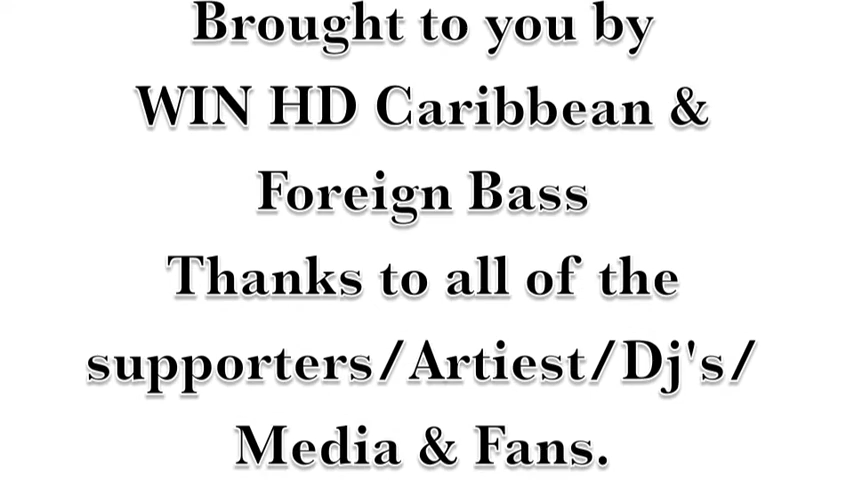 Brought to you by
WIN HD Caribbean &
Foreign Bass
Thanks to all of the
supporters/Artiest/Dj's/
Media & Fans.